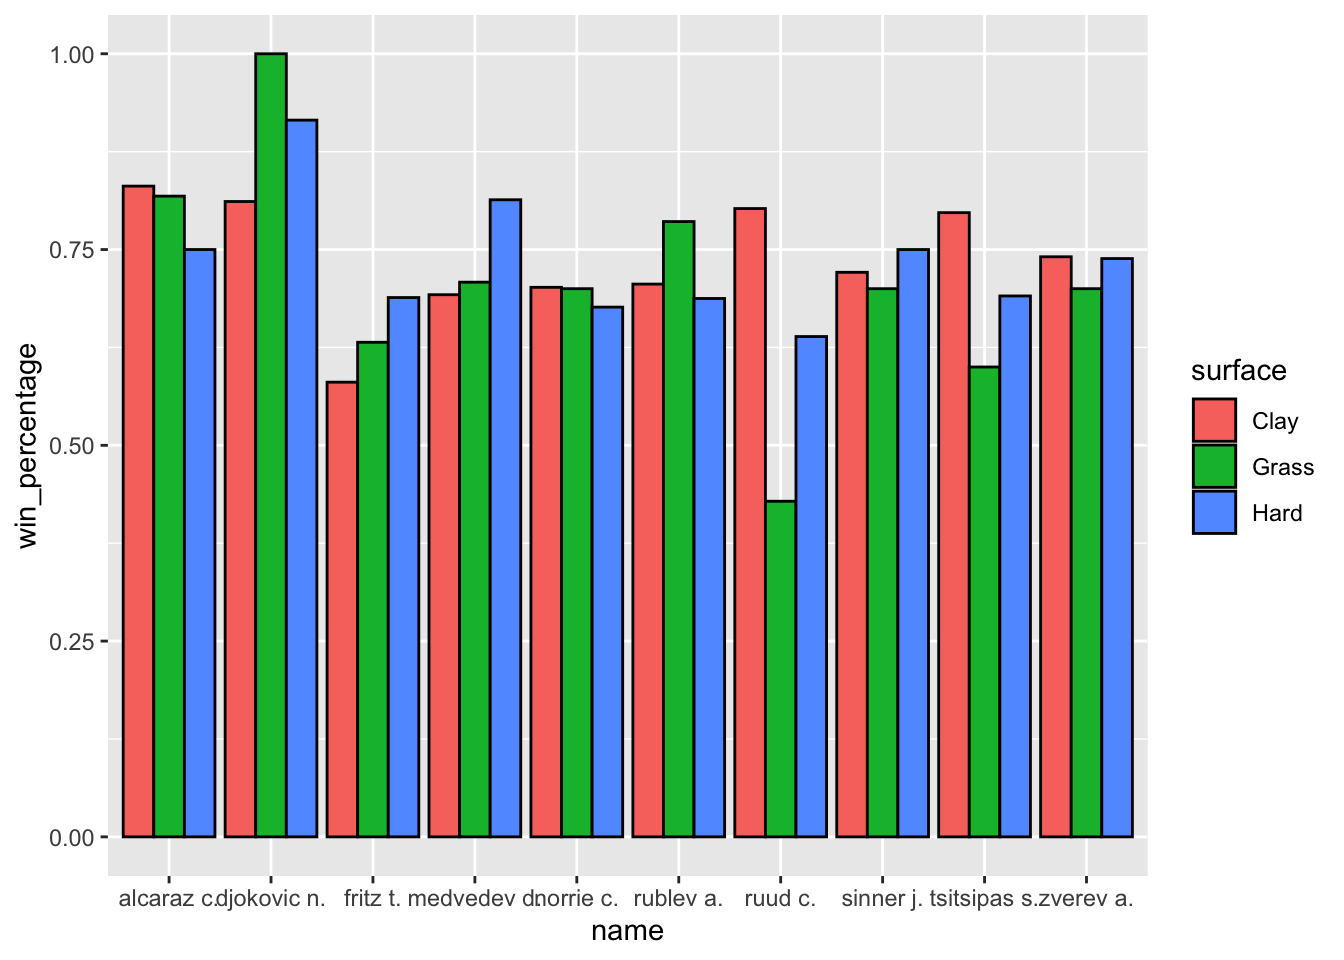 1.00
0.75
0.50
0.25
0.00
win_percentage
alcaraz c. djokovic n. fritz t. medvedev d. norrie c. rublev a. ruud c. sinner j. tsitsipas s. zverev a.
name
surface
Clay
Grass
Hard